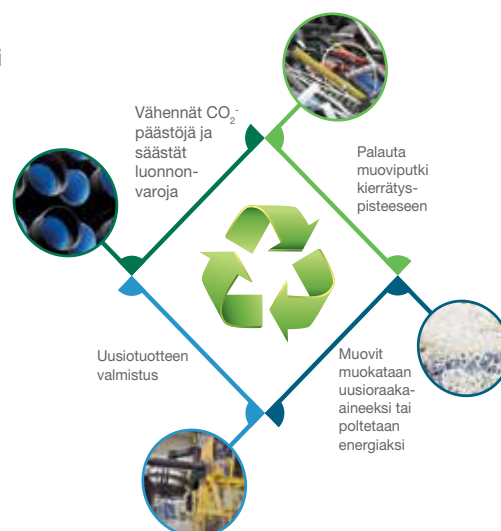 i
Vähennät CO₂-
päästöjä ja
säästät
luonnon-
varoja
Palauta
muoviputki
kierrätys-
pisteeseen
Muovit
muokataan
uusioraaka-
aineeksi tai
poltetaan
energiaksi
Uusiotuotteen
valmistus